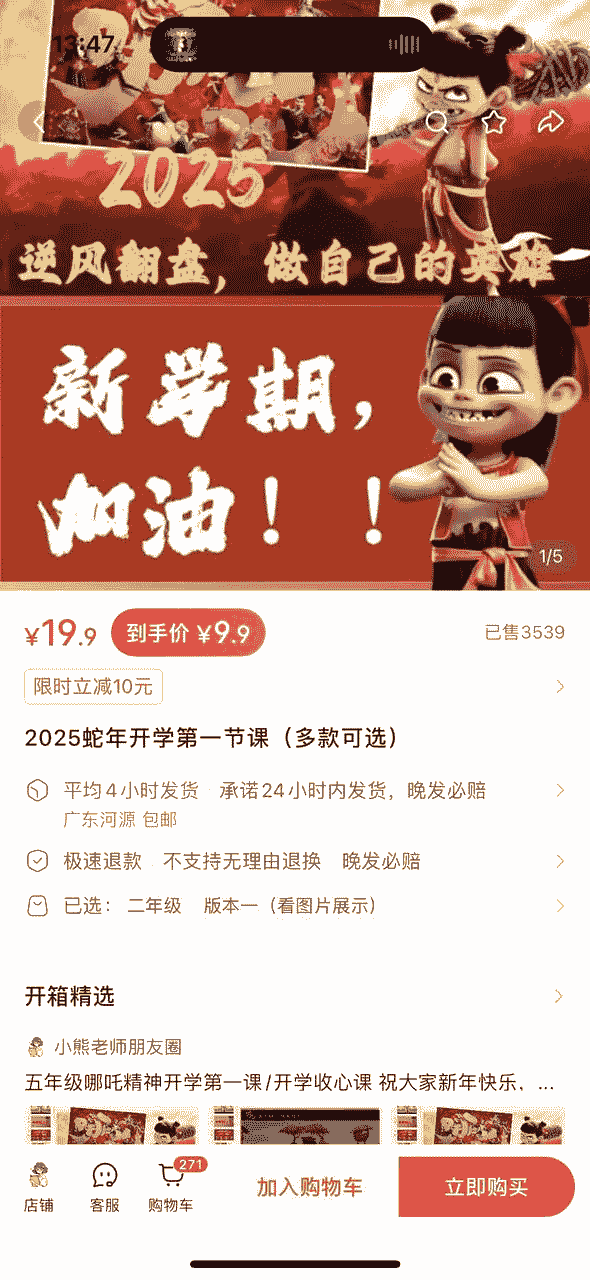 13:47
2025
逆风翻盘，做自己的英雄
新学期，
加油！！
1/5
¥19.9 到手价 ¥9.9 已售3539
限时立减10元
2025蛇年开学第一节课（多款可选）
平均4小时发货 承诺24小时内发货，晚发必赔
广东河源 包邮
极速退款 不支持无理由退换 晚发必赔
已选： 二年级 版本一（看图片展示）
开箱精选
小熊老师朋友圈
五年级哪吒精神开学第一课/开学收心课 祝大家新年快乐，...
271
店铺 客服 购物车 加入购物车 立即购买